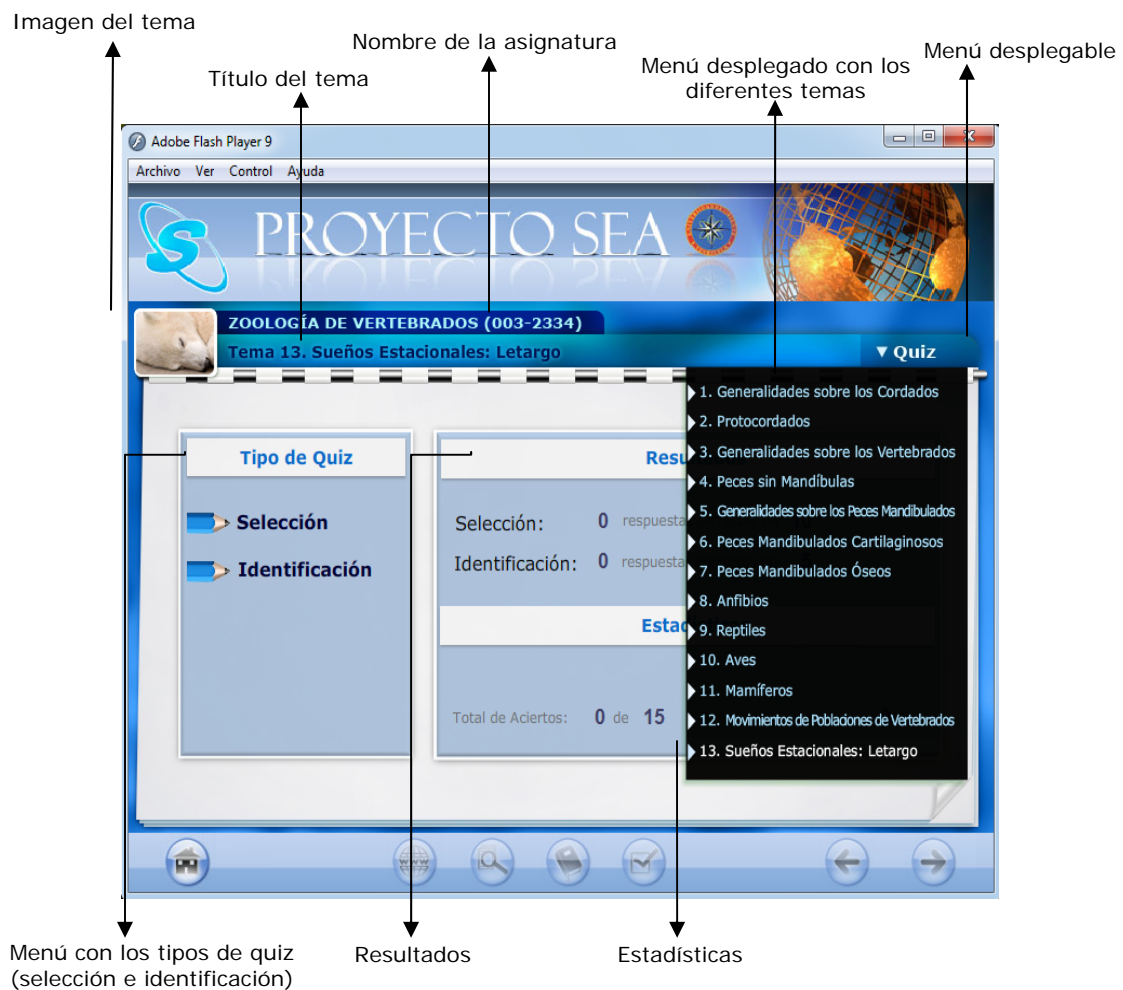 Imagen del tema
Nombre de la asignatura
Menú desplegable
Menú desplegado con los
diferentes temas
Título del tema
Adobe Flash Player 9
Archivo Ver Control Ayuda
S
PROYECTO SEA
ZOOLOGÍA DE VERTEBRADOS (003-2334)
Tema 13. Sueños Estacionales: Letargo
▼ Quiz
1. Generalidades sobre los Cordados
2. Protocordados
3. Generalidades sobre los Vertebrados
4. Peces sin Mandíbulas
5. Generalidades sobre los Peces Mandibulados
6. Peces Mandibulados Cartilaginosos
7. Peces Mandibulados Óseos
8. Anfibios
9. Reptiles
10. Aves
11. Mamíferos
12. Movimientos de Poblaciones de Vertebrados
13. Sueños Estacionales: Letargo
Tipo de Quiz
Selección
Identificación
Resu
Selección: 0 respuesta
Identificación: 0 respuesta
Estad
Total de Aciertos: 0 de 15
www
Menú con los tipos de quiz
(selección e identificación)
Resultados
Estadísticas